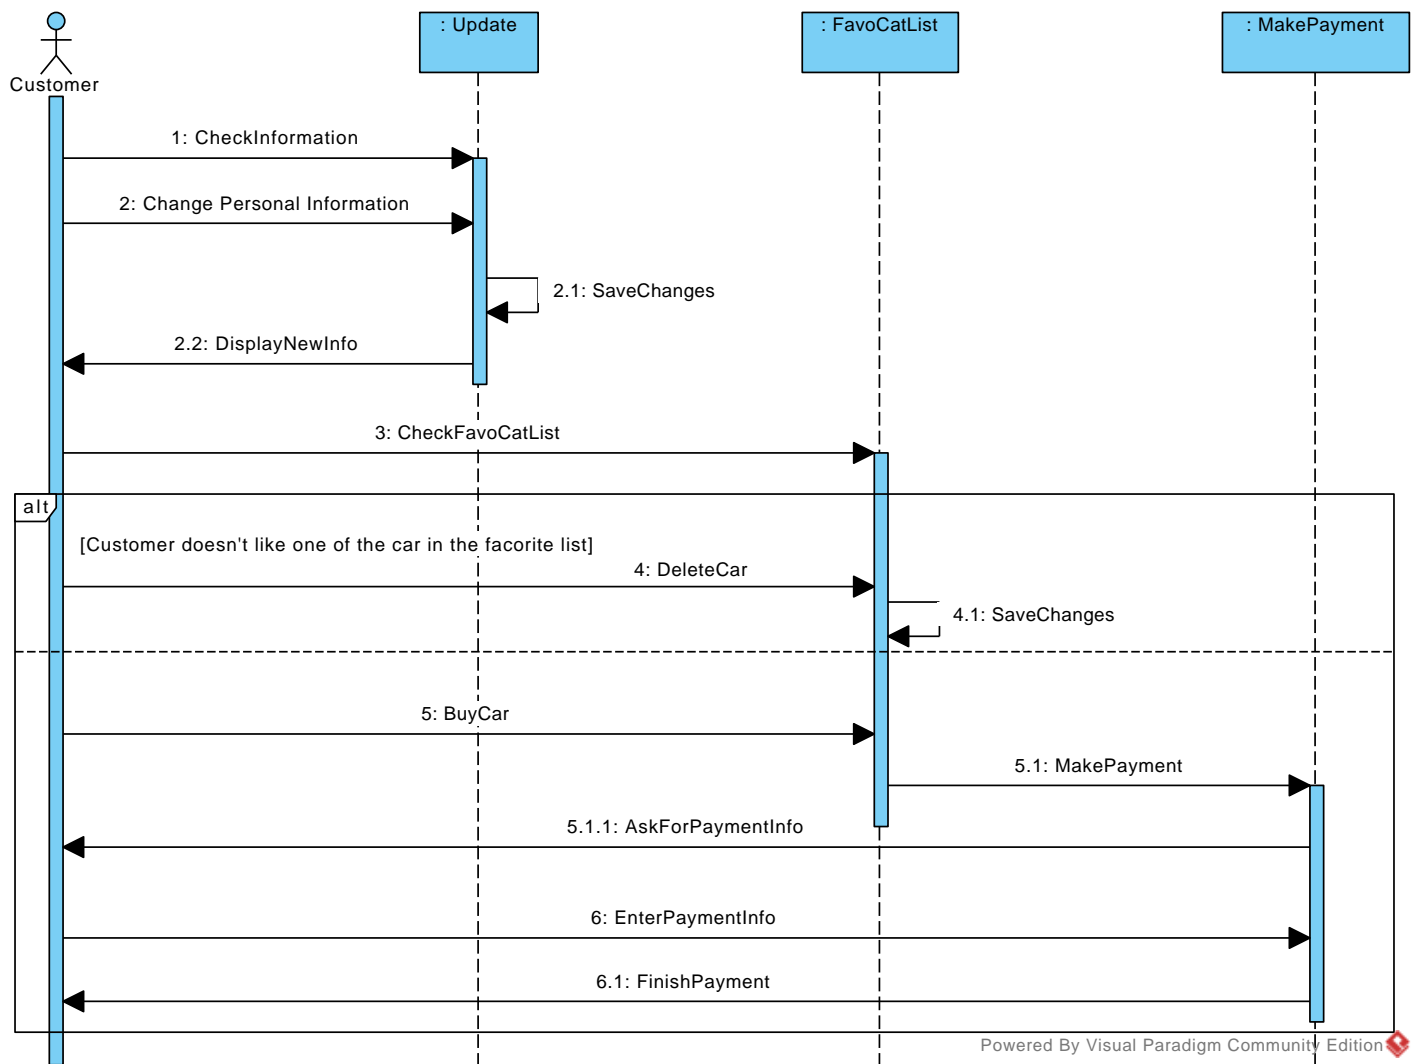 : Update
: FavoCatList
: MakePayment
Customer
1: CheckInformation
2: Change Personal Information
2.1: SaveChanges
2.2: DisplayNewInfo
3: CheckFavoCatList
alt
[Customer doesn't like one of the car in the facorite list]
4: DeleteCar
4.1: SaveChanges
5: BuyCar
5.1: MakePayment
5.1.1: AskForPaymentInfo
6: EnterPaymentInfo
6.1: FinishPayment
Powered By Visual Paradigm Community Edition